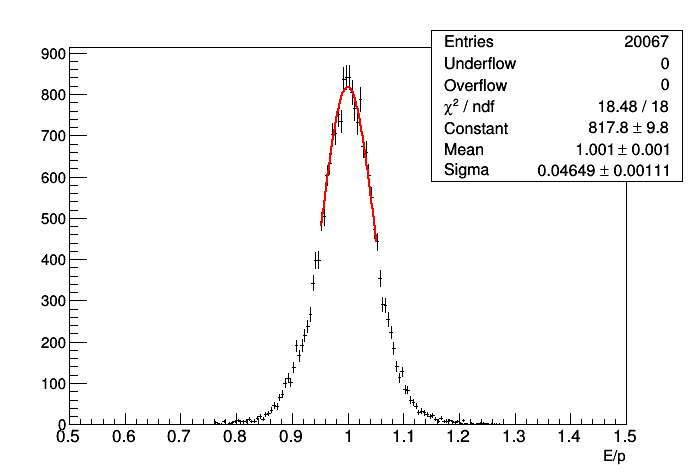 Entries 20067
Underflow 0
Overflow 0
χ² / ndf 18.48 / 18
Constant 817.8 ± 9.8
Mean 1.001 ± 0.001
Sigma 0.04649 ± 0.00111
900
800
700
600
500
400
300
200
100
0
0.5 0.6 0.7 0.8 0.9 1 1.1 1.2 1.3 1.4 1.5
E/p